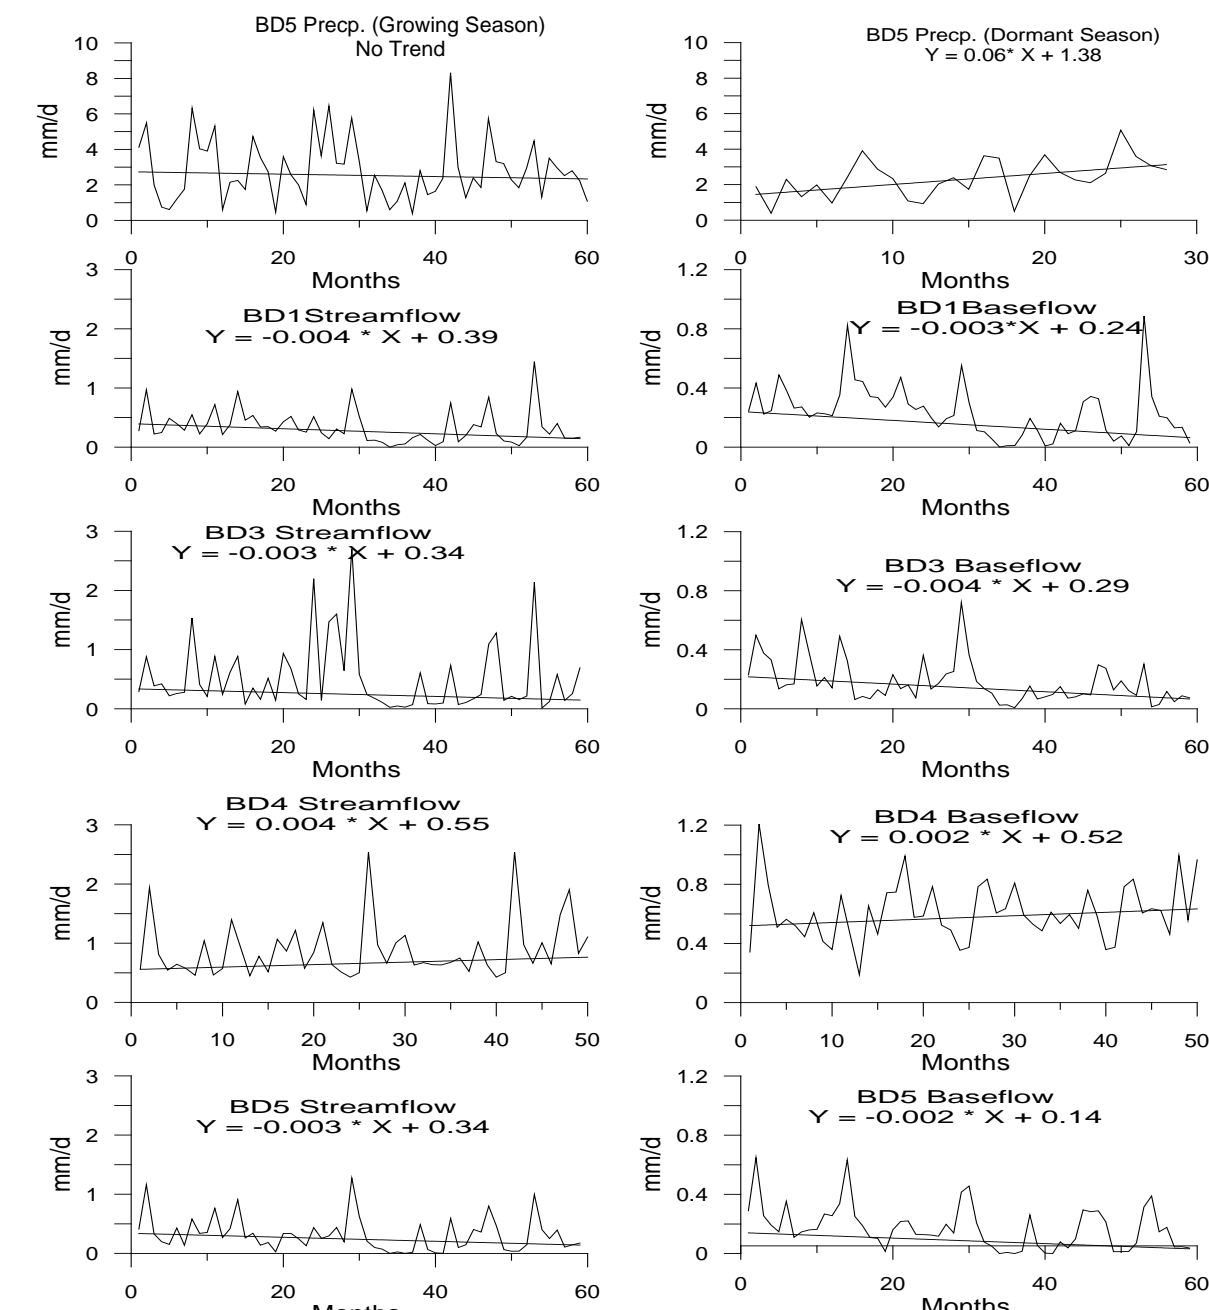 BD5 Precp. (Growing Season)
No Trend
10
8
6
4
2
0
mm/d
0
20
40
60
Months
BD5 Precp. (Dormant Season)
Y = 0.06* X + 1.38
10
8
6
4
2
0
mm/d
0
10
20
30
Months
BD1Streamflow
Y = -0.004 * X + 0.39
3
2
1
0
mm/d
0
20
40
60
Months
BD1Baseflow
Y = -0.003*X + 0.24
1.2
0.8
0.4
0
mm/d
0
20
40
60
Months
BD3 Streamflow
Y = -0.003 * X + 0.34
3
2
1
0
mm/d
0
20
40
60
Months
BD3 Baseflow
Y = -0.004 * X + 0.29
1.2
0.8
0.4
0
mm/d
0
20
40
60
Months
BD4 Streamflow
Y = 0.004 * X + 0.55
3
2
1
0
mm/d
0
10
20
30
40
50
Months
BD4 Baseflow
Y = 0.002 * X + 0.52
1.2
0.8
0.4
0
mm/d
0
10
20
30
40
50
Months
BD5 Streamflow
Y = -0.003 * X + 0.34
3
2
1
0
mm/d
0
20
40
60
Months
BD5 Baseflow
Y = -0.002 * X + 0.14
1.2
0.8
0.4
0
mm/d
0
20
40
60
Months